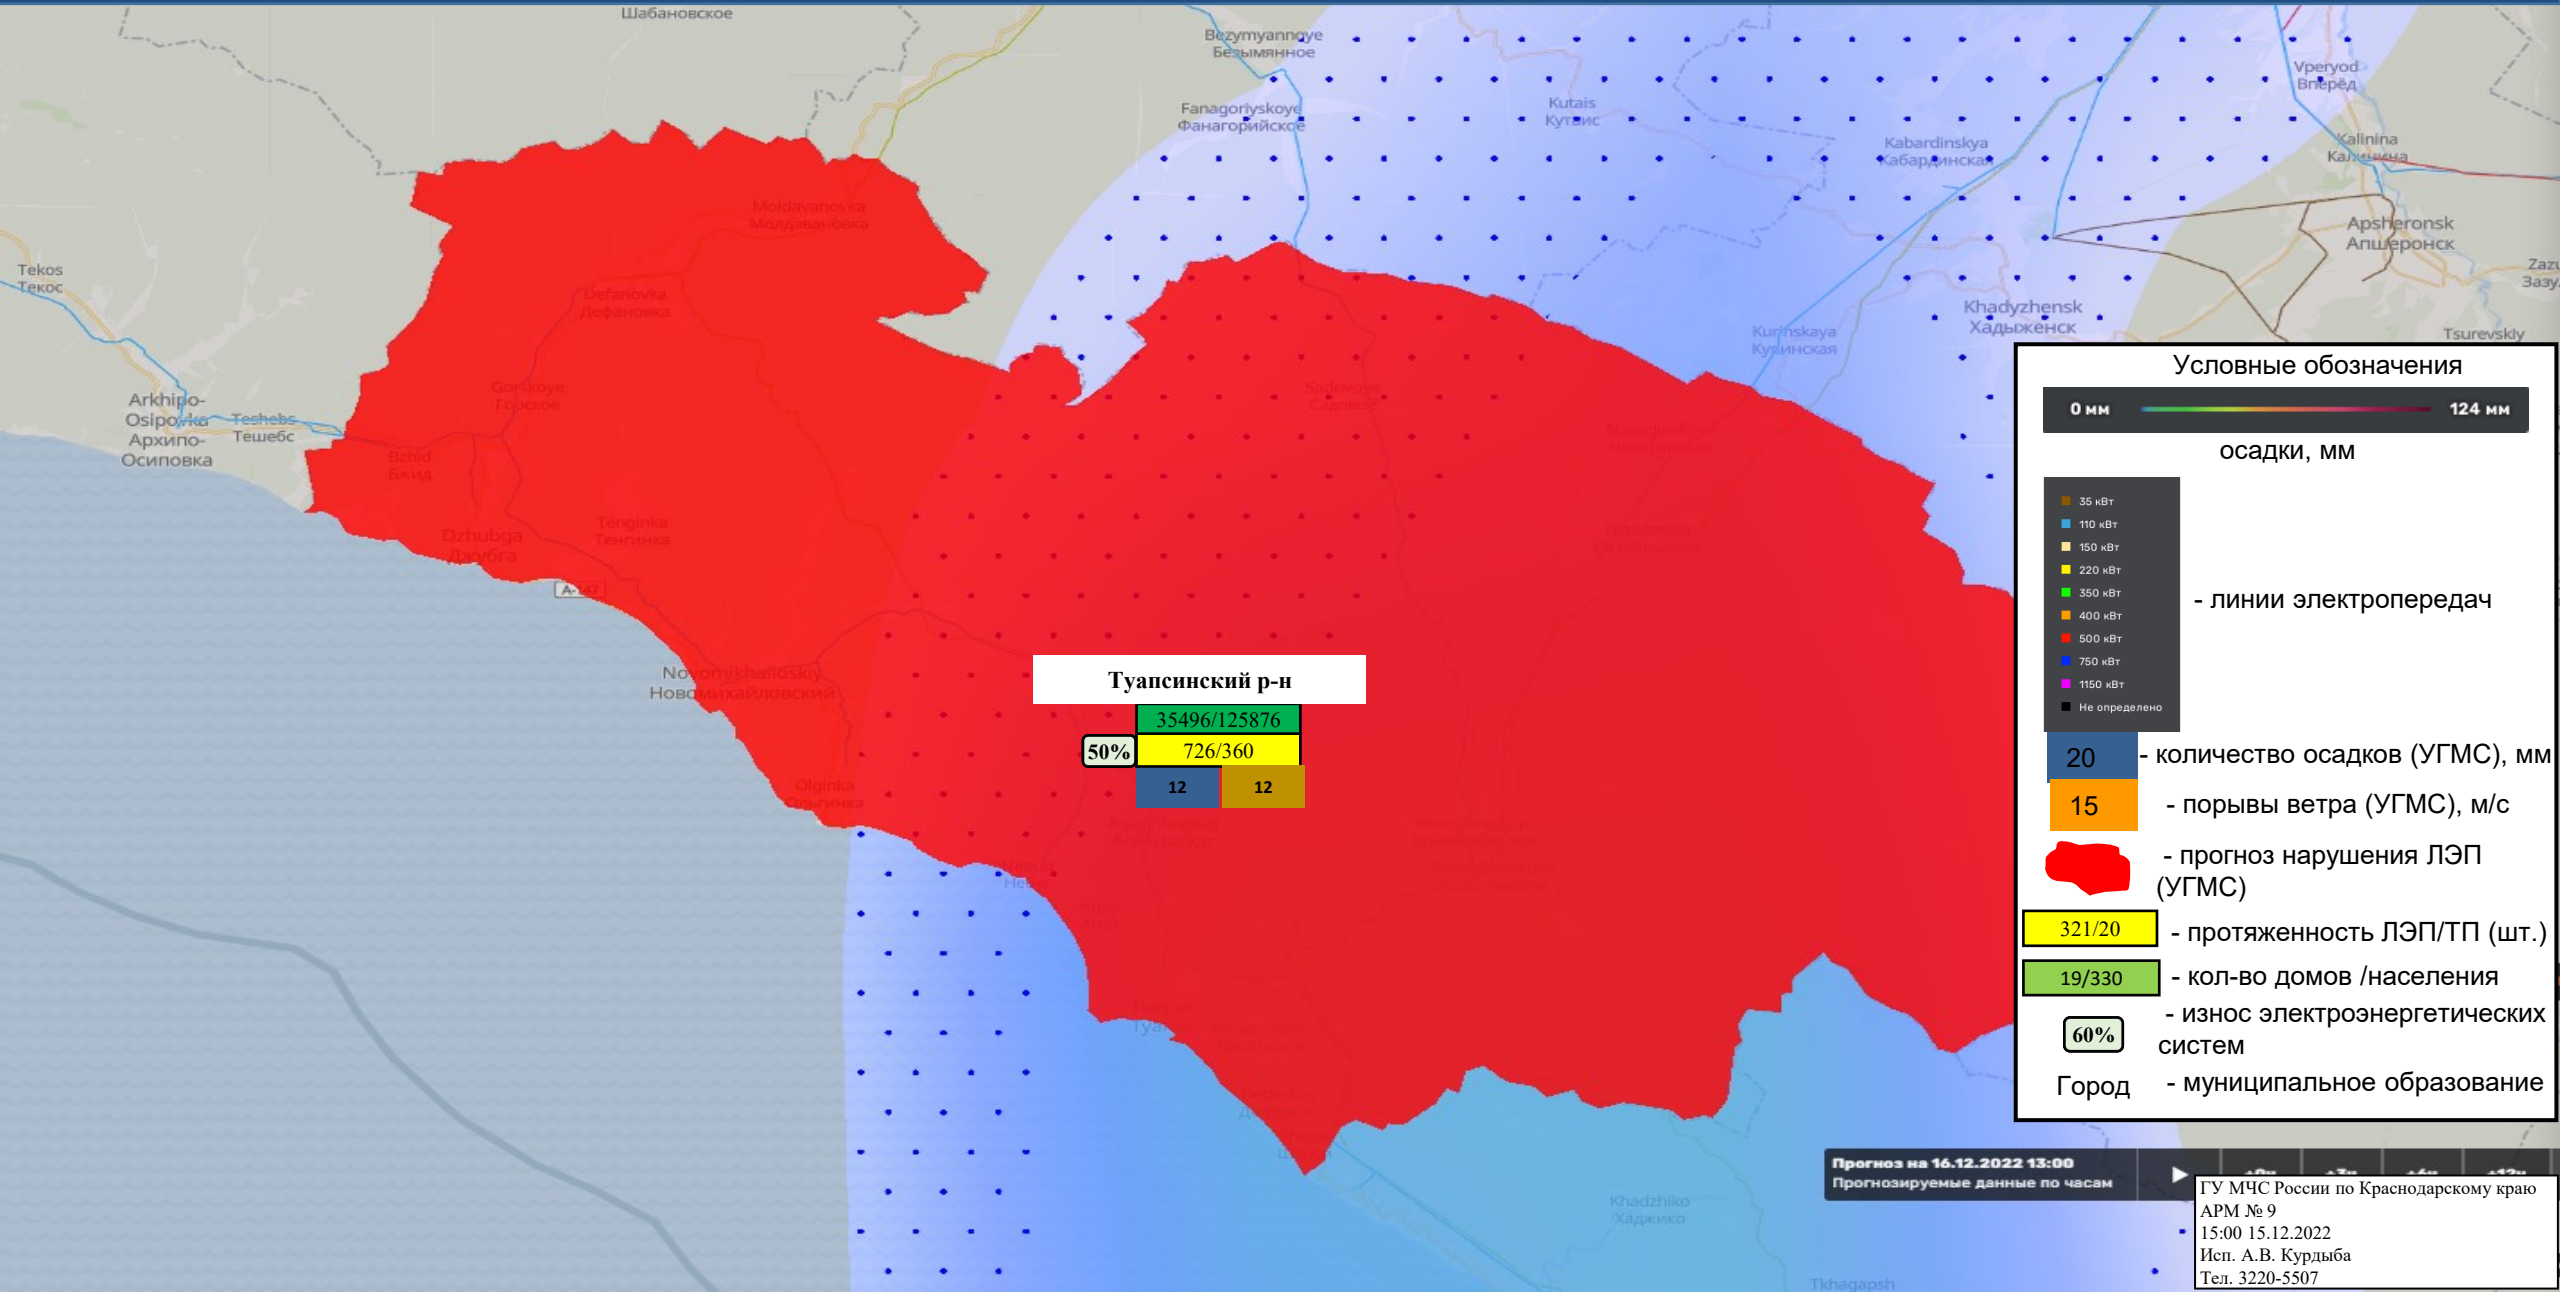 Шабановское
Bezymyannoye
Безымянное
Vperyod
Вперёд
Fanagoriyskoye
Фанагорийское
Kutais
Кутаис
Kabardinskya
Кабардинская
Kalinina
Калинина
Moldavanovka
Молдавановка
Apsheronsk
Апшеронск
Tekos
Текос
Defanovka
Дефановка
Khadyzhensk
Хадыженск
Kurinskaya
Куринская
Tsurevskiy
Gorskoye
Горское
Sadovoye
Садовое
Arkhipo-
Osipovka
Архипо-
Осиповка
Teshebs
Тешебс
Bzhid
Бжид
Dzhubga
Джубга
Tenginka
Тенгинка
A-147
Novomikhailoskiy
Новомихайловский
Olginka
Ольгинка
Туапсинский р-н
35496/125876
50%
726/360
12 12
Khadzhiko
Хаджико
Tkhagapsh
Условные обозначения
0 мм 124 мм
осадки, мм
35 кВт
110 кВт
150 кВт
220 кВт
350 кВт
400 кВт
500 кВт
750 кВт
1150 кВт
Не определено
- линии электропередач
20 - количество осадков (УГМС), мм
15 - порывы ветра (УГМС), м/с
- прогноз нарушения ЛЭП
(УГМС)
321/20 - протяженность ЛЭП/ТП (шт.)
19/330 - кол-во домов /населения
60% - износ электроэнергетических
систем
Город - муниципальное образование
Прогноз на 16.12.2022 13:00
Прогнозируемые данные по часам
ГУ МЧС России по Краснодарскому краю
АРМ № 9
15:00 15.12.2022
Исп. А.В. Курдыба
Тел. 3220-5507